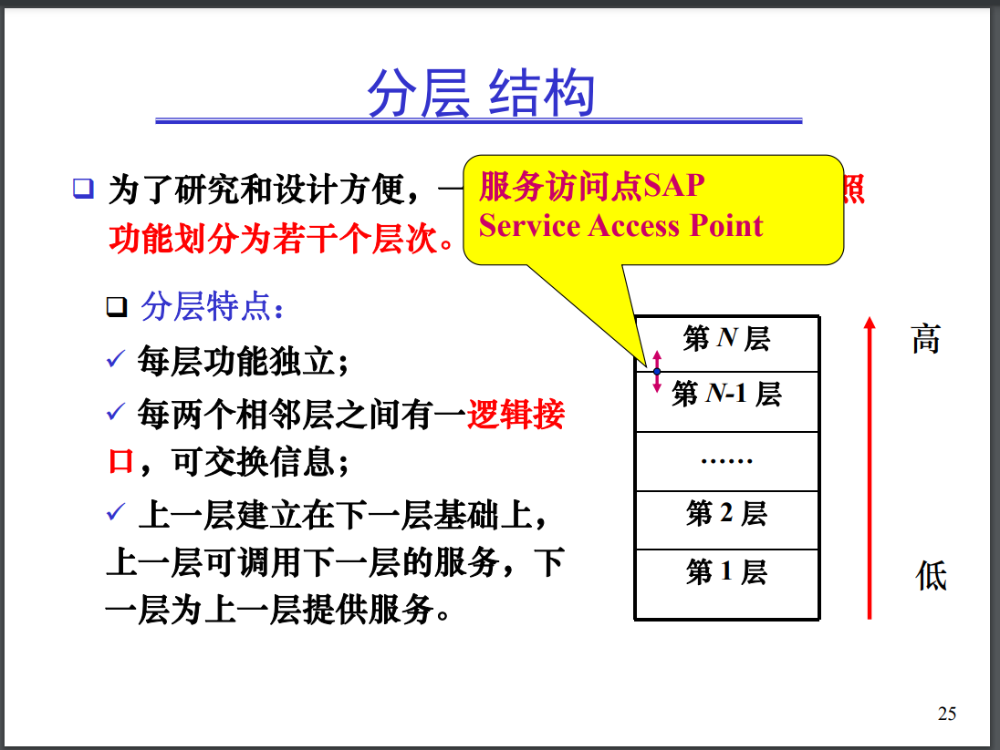 分层 结构
为了研究和设计方便，一
照
功能划分为若干个层次。
服务访问点SAP
Service Access Point
分层特点：
每层功能独立；
每两个相邻层之间有一逻辑接
口，可交换信息；
上一层建立在下一层基础上，
上一层可调用下一层的服务，下
一层为上一层提供服务。
第 N 层
第 N-1 层
……
第 2 层
第 1 层
高
低
25